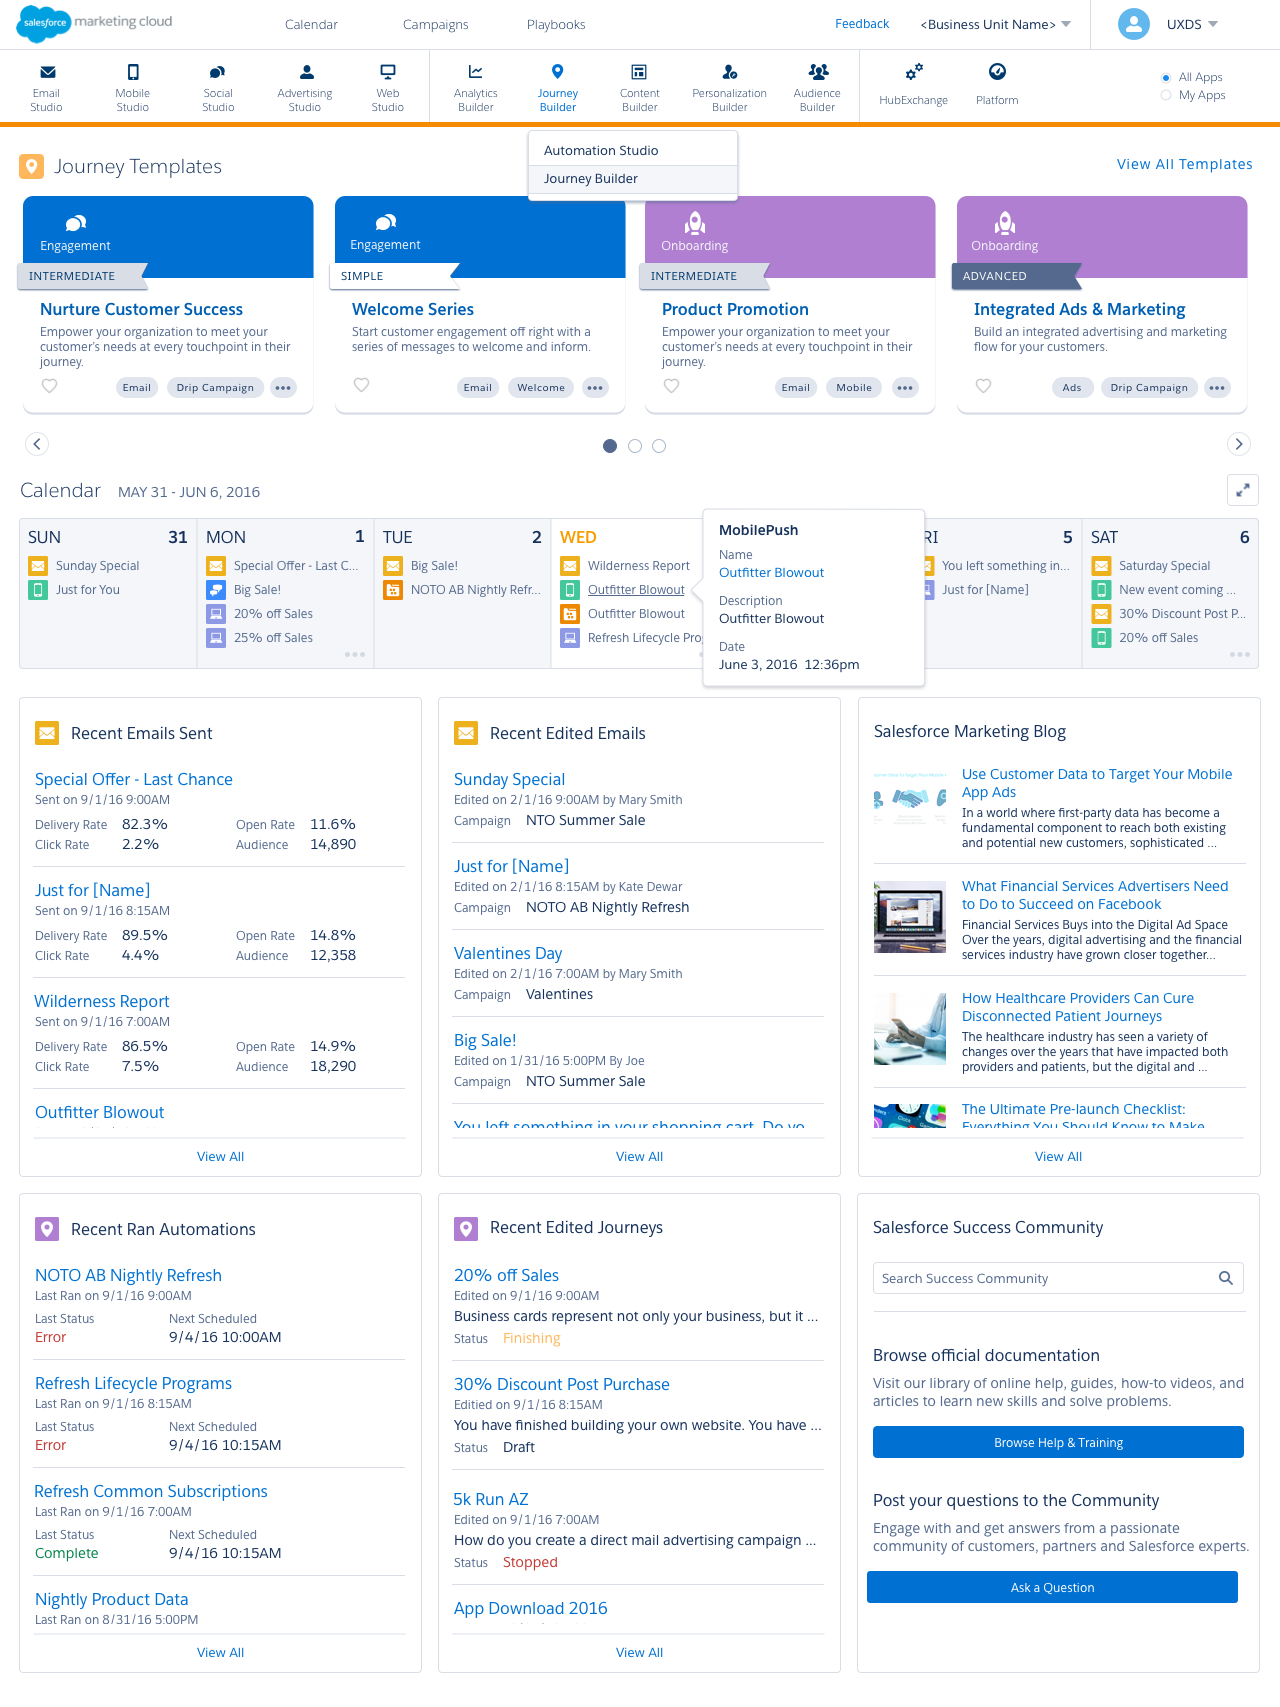 salesforce marketing cloud
Calendar
Campaigns
Playbooks
Feedback
<Business Unit Name>
UXDS
Email Studio
Mobile Studio
Social Studio
Advertising Studio
Web Studio
Analytics Builder
Journey Builder
Content Builder
Personalization Builder
Audience Builder
HubExchange
Platform
All Apps
My Apps
Automation Studio
Journey Builder
Journey Templates
View All Templates
Engagement
INTERMEDIATE
Nurture Customer Success
Empower your organization to meet your
customer's needs at every touchpoint in their
journey.
Email Drip Campaign •••
Engagement
SIMPLE
Welcome Series
Start customer engagement off right with a
series of messages to welcome and inform.
Email Welcome •••
Onboarding
INTERMEDIATE
Product Promotion
Empower your organization to meet your
customer's needs at every touchpoint in their
journey.
Email Mobile •••
Onboarding
ADVANCED
Integrated Ads & Marketing
Build an integrated advertising and marketing
flow for your customers.
Ads Drip Campaign •••
Calendar MAY 31 - JUN 6, 2016
SUN 31
Sunday Special
Just for You
MON 1
Special Offer - Last C...
Big Sale!
20% off Sales
25% off Sales
TUE 2
Big Sale!
NOTO AB Nightly Refr...
WED
Wilderness Report
Outfitter Blowout
Outfitter Blowout
Refresh Lifecycle Pro
MobilePush
Name
Outfitter Blowout
Description
Outfitter Blowout
Date
June 3, 2016 12:36pm
RI 5
You left something in...
Just for [Name]
SAT 6
Saturday Special
New event coming ...
30% Discount Post P...
20% off Sales
Recent Emails Sent
Special Offer - Last Chance
Sent on 9/1/16 9:00AM
Delivery Rate 82.3% Open Rate 11.6%
Click Rate 2.2% Audience 14,890
Just for [Name]
Sent on 9/1/16 8:15AM
Delivery Rate 89.5% Open Rate 14.8%
Click Rate 4.4% Audience 12,358
Wilderness Report
Sent on 9/1/16 7:00AM
Delivery Rate 86.5% Open Rate 14.9%
Click Rate 7.5% Audience 18,290
Outfitter Blowout
View All
Recent Edited Emails
Sunday Special
Edited on 2/1/16 9:00AM by Mary Smith
Campaign NTO Summer Sale
Just for [Name]
Edited on 2/1/16 8:15AM by Kate Dewar
Campaign NOTO AB Nightly Refresh
Valentines Day
Edited on 2/1/16 7:00AM by Mary Smith
Campaign Valentines
Big Sale!
Edited on 1/31/16 5:00PM By Joe
Campaign NTO Summer Sale
You left something in your shopping cart. Do yo
View All
Salesforce Marketing Blog
Use Customer Data to Target Your Mobile
App Ads
In a world where first-party data has become a
fundamental component to reach both existing
and potential new customers, sophisticated ...
What Financial Services Advertisers Need
to Do to Succeed on Facebook
Financial Services Buys into the Digital Ad Space
Over the years, digital advertising and the financial
services industry have grown closer together...
How Healthcare Providers Can Cure
Disconnected Patient Journeys
The healthcare industry has seen a variety of
changes over the years that have impacted both
providers and patients, but the digital and ...
The Ultimate Pre-launch Checklist:
Everything You Should Know to Make
View All
Recent Ran Automations
NOTO AB Nightly Refresh
Last Ran on 9/1/16 9:00AM
Last Status Next Scheduled
Error 9/4/16 10:00AM
Refresh Lifecycle Programs
Last Ran on 9/1/16 8:15AM
Last Status Next Scheduled
Error 9/4/16 10:15AM
Refresh Common Subscriptions
Last Ran on 9/1/16 7:00AM
Last Status Next Scheduled
Complete 9/4/16 10:15AM
Nightly Product Data
Last Ran on 8/31/16 5:00PM
View All
Recent Edited Journeys
20% off Sales
Edited on 9/1/16 9:00AM
Business cards represent not only your business, but it ...
Status Finishing
30% Discount Post Purchase
Editied on 9/1/16 8:15AM
You have finished building your own website. You have ...
Status Draft
5k Run AZ
Edited on 9/1/16 7:00AM
How do you create a direct mail advertising campaign ...
Status Stopped
App Download 2016
View All
Salesforce Success Community
Search Success Community
Browse official documentation
Visit our library of online help, guides, how-to videos, and
articles to learn new skills and solve problems.
Browse Help & Training
Post your questions to the Community
Engage with and get answers from a passionate
community of customers, partners and Salesforce experts.
Ask a Question